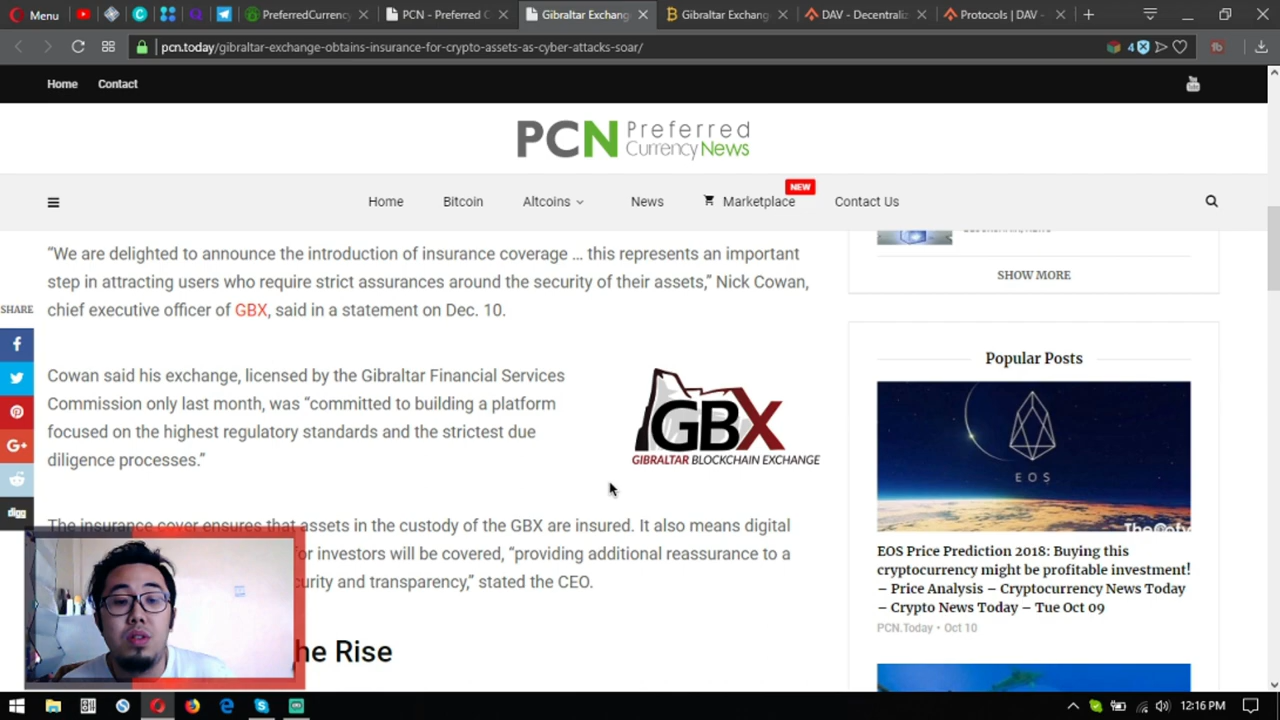 Menu
PreferredCurrency
PCN - Preferred C
Gibraltar Exchang
Gibraltar Exchang
DAV - Decentraliz
Protocols | DAV -
pcn.today/gibraltar-exchange-obtains-insurance-for-crypto-assets-as-cyber-attacks-soar/
4
Home Contact
You Tube
PCN Preferred
CurrencyNews
NEW
Home Bitcoin Altcoins News Marketplace Contact Us
“We are delighted to announce the introduction of insurance coverage … this represents an important
step in attracting users who require strict assurances around the security of their assets,” Nick Cowan,
chief executive officer of GBX, said in a statement on Dec. 10.
SHARE
Cowan said his exchange, licensed by the Gibraltar Financial Services
Commission only last month, was “committed to building a platform
focused on the highest regulatory standards and the strictest due
diligence processes.”
GBX
GIBRALTAR BLOCKCHAIN EXCHANGE
digg
The insurance cover ensures that assets in the custody of the GBX are insured. It also means digital
for investors will be covered, “providing additional reassurance to a
curity and transparency,” stated the CEO.
he Rise
SHOW MORE
Popular Posts
EOS
EOS Price Prediction 2018: Buying this
cryptocurrency might be profitable investment!
– Price Analysis – Cryptocurrency News Today
– Crypto News Today – Tue Oct 09
PCN.Today • Oct 10
12:16 PM